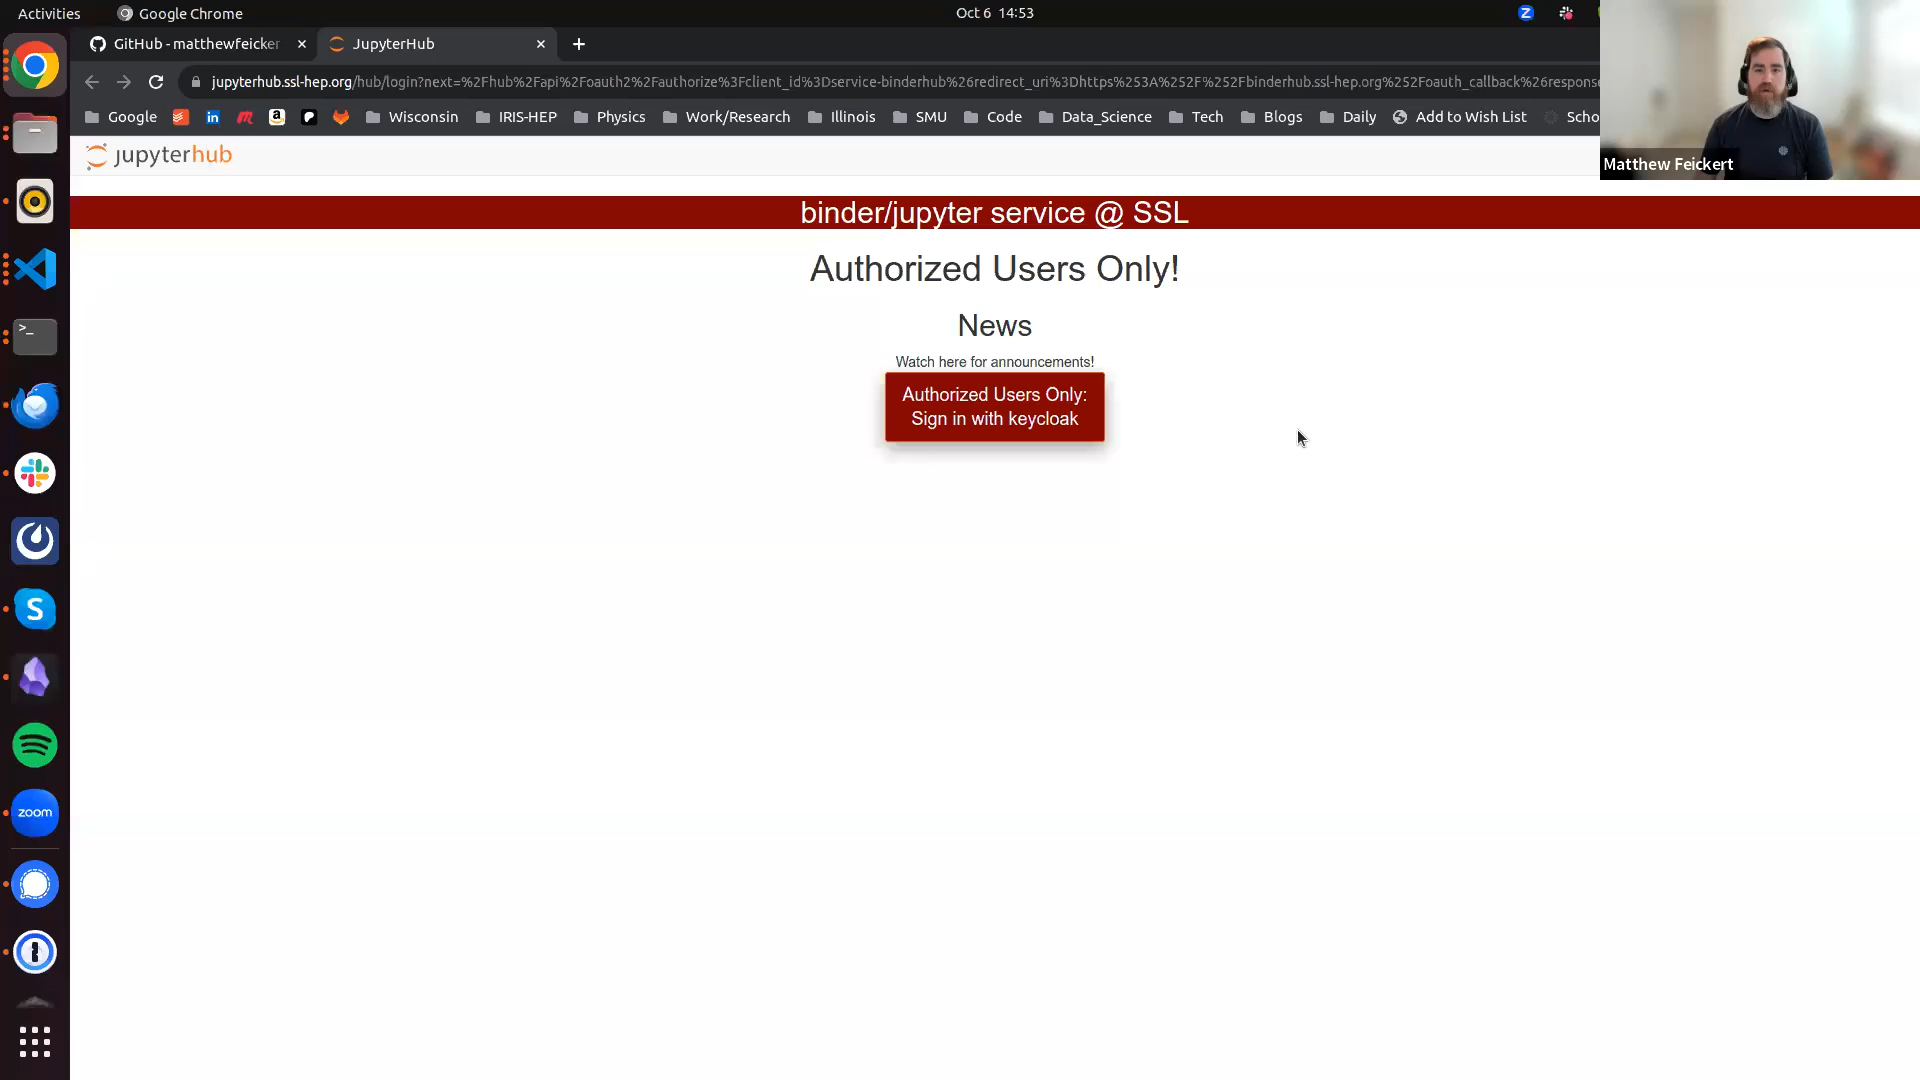 Activities
Google Chrome
Oct 6 14:53
Z
GitHub - matthewfeicker
JupyterHub
jupyterhub.ssl-hep.org/hub/login?next=%2Fhub%2Fapi%2Foauth2%2Fauthorize%3Fclient_id%3Dservice-binderhub%26redirect_uri%3Dhttps%253A%252F%252Fbinderhub.ssl-hep.org%252Foauth_callback%26respons
Google
Wisconsin
IRIS-HEP
Physics
Work/Research
Illinois
SMU
Code
Data_Science
Tech
Blogs
Daily
Add to Wish List
Scho
Matthew Feickert
jupyterhub
binder/jupyter service @ SSL
Authorized Users Only!
News
Watch here for announcements!
Authorized Users Only:
Sign in with keycloak
zoom